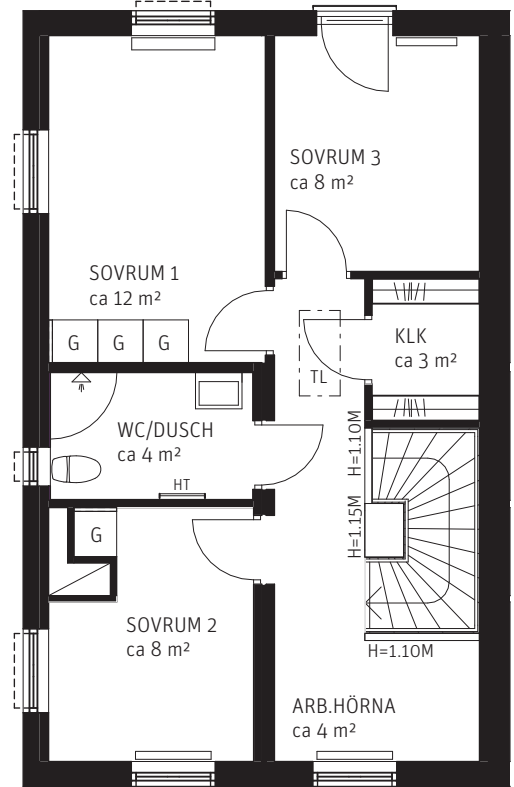 SOVRUM 3
ca 8 m²
SOVRUM 1
ca 12 m²
G
G
G
KLK
ca 3 m²
TL
WC/DUSCH
ca 4 m²
HT
H=1.10M
H=1.15M
G
SOVRUM 2
ca 8 m²
H=1.10M
ARB.HÖRNA
ca 4 m²